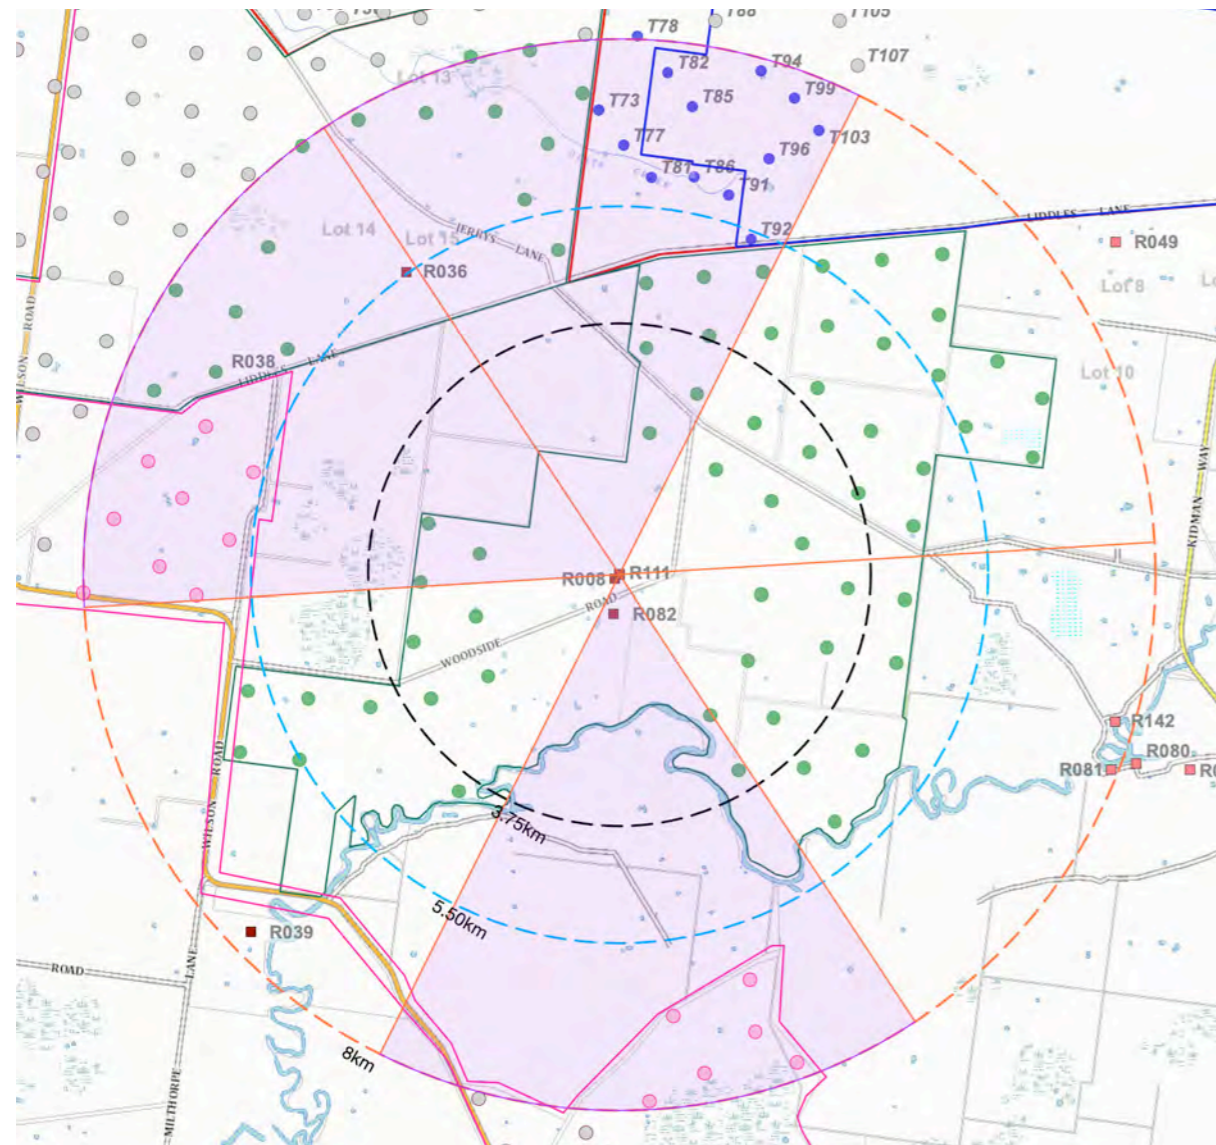 T88
T105
T78
T107
T82
T94
Lot 13
T99
T85
T73
T103
T77
T96
T81
T86
T91
LIDDLES LANE
Lot 14
JERRYS LANE
Lot 15
T92
R049
R036
Lot 8
WILSON ROAD
R038
LIDDLES LANE
Lot 10
KIDMAN WAY
R008
R111
ROAD
R082
WOODSIDE
R142
R080
R081
WILSON ROAD
3.75km
5.50km
R039
ROAD
LANE
8km
MILTHORPE